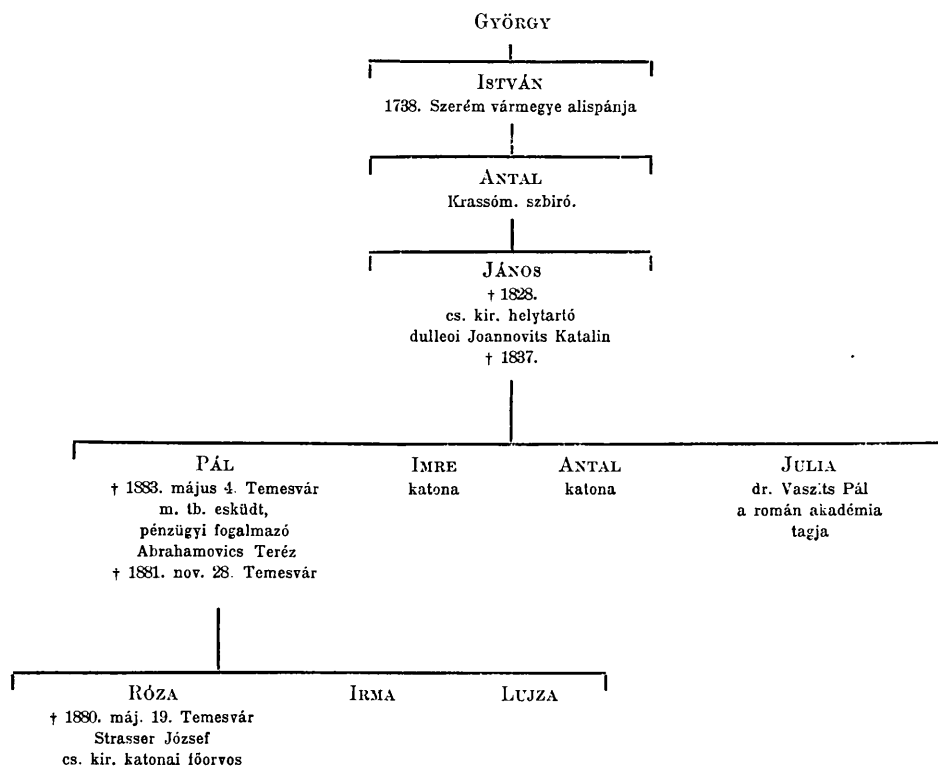 GYÖRGY
ISTVÁN
1738. Szerém vármegye alispánja
ANTAL
Krassóm. szbiró.
JÁNOS
† 1828.
cs. kir. helytartó
dulleoi Joannovits Katalin
† 1837.
PÁL
† 1883. május 4. Temesvár
m. tb. esküdt,
pénzügyi fogalmazó
Abrahamovics Teréz
† 1881. nov. 28. Temesvár
IMRE
katona
ANTAL
katona
JULIA
dr. Vaszits Pál
a román akadémia
tagja
RÓZA
† 1880. máj. 19. Temesvár
Strasser József
cs. kir. katonai főorvos
IRMA
LUJZA